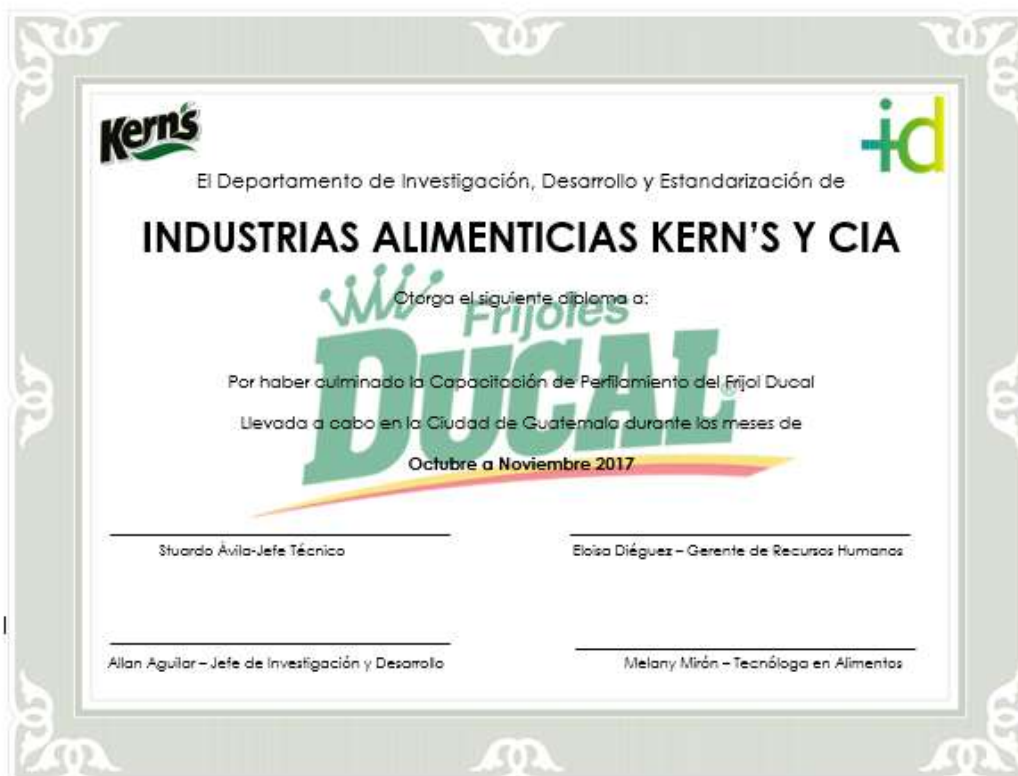 Kern's
id
El Departamento de Investigación, Desarrollo y Estandarización de
INDUSTRIAS ALIMENTICIAS KERN'S Y CIA
Otorga el siguiente diploma a:
Frijoles
DUCAL®
Por haber culminado la Capacitación de Perfilamiento del Frijol Ducal
Llevada a cabo en la Ciudad de Guatemala durante los meses de
Octubre a Noviembre 2017
Stuardo Ávila-Jefe Técnico
Eloisa Diéguez – Gerente de Recursos Humanos
Allan Aguilar – Jefe de Investigación y Desarrollo
Melany Mirón – Tecnóloga en Alimentos